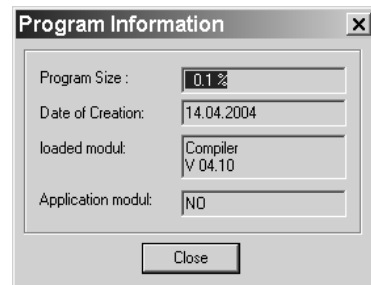 Program Information
Program Size : 0.1 %
Date of Creation: 14.04.2004
loaded modul: Compiler
V 04.10
Application modul: NO
Close